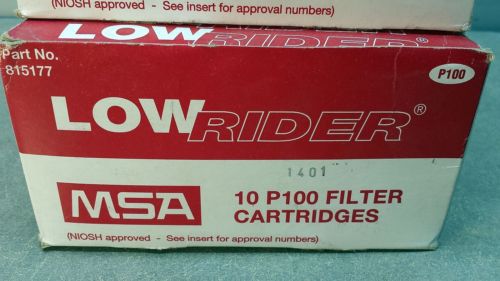 (NIOSH approved - See insert for approval numbers)
Part No.
815177
P100
LOWRIDER®
1401
MSA
10 P100 FILTER
CARTRIDGES
(NIOSH approved - See insert for approval numbers)